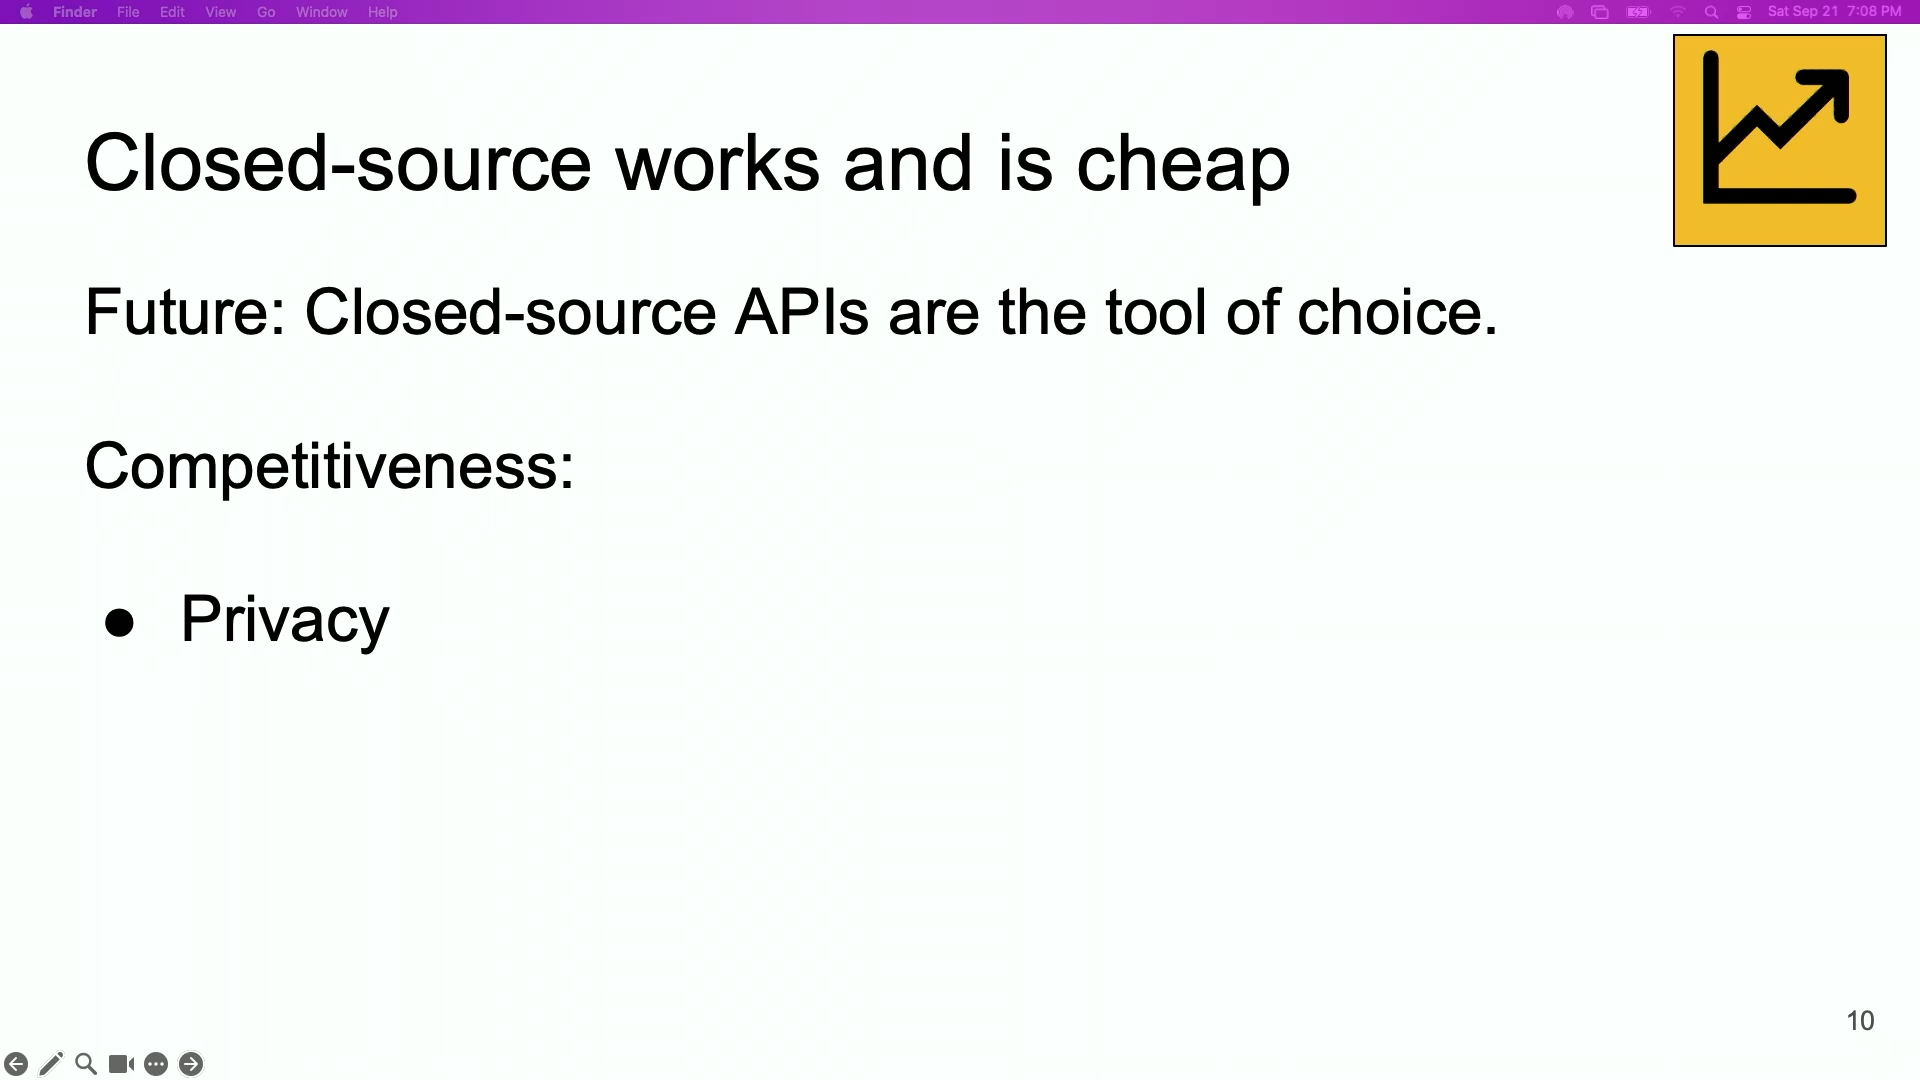 Finder File Edit View Go Window Help Sat Sep 21 7:08 PM
Closed-source works and is cheap
Future: Closed-source APIs are the tool of choice.
Competitiveness:
● Privacy
10